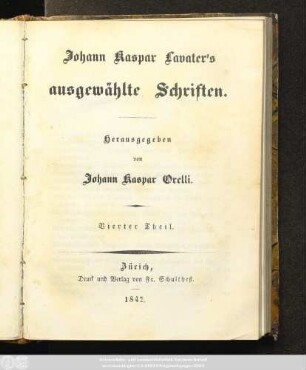 Johann Kaspar Lavater's
ausgewählte Schriften.
Herausgegeben
von
Johann Kaspar Orelli.
Vierter Theil.
Zürich,
Druck und Verlag von Fr. Schultheß.
1842.